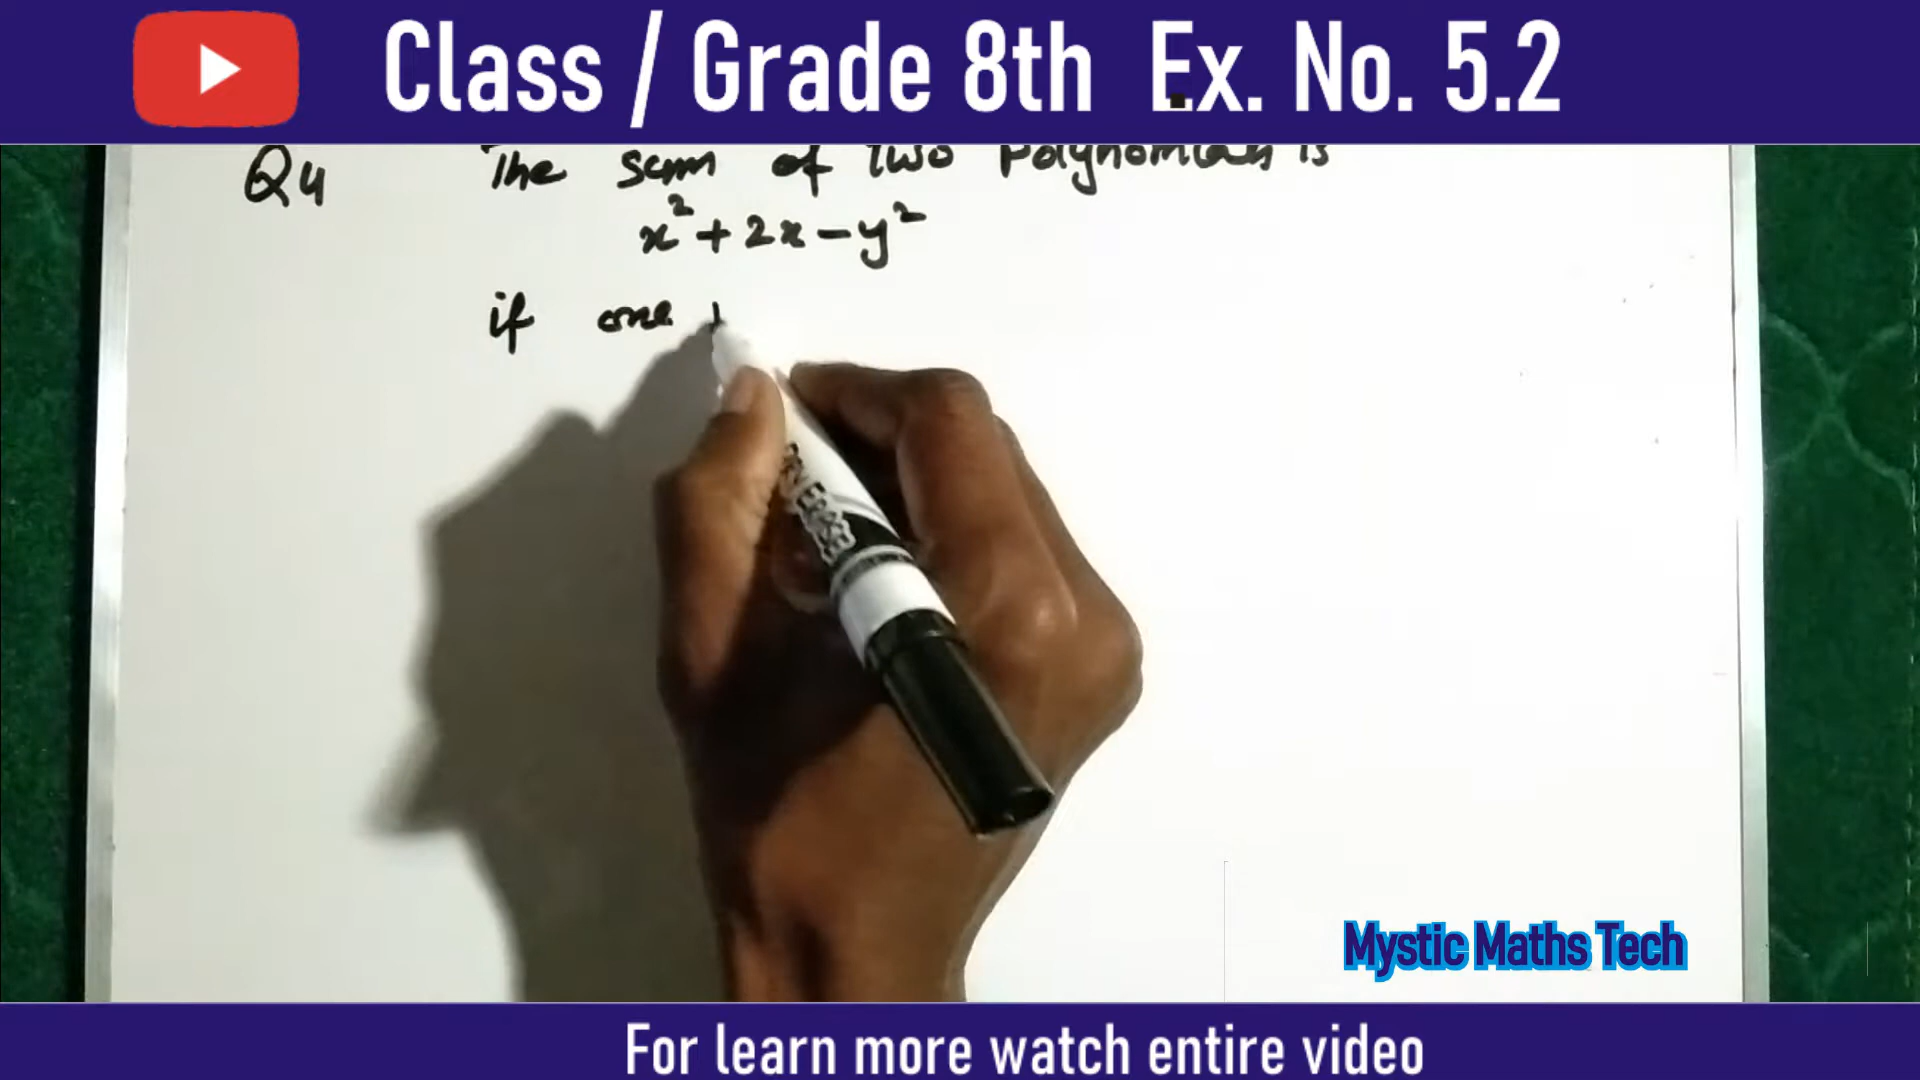 Class / Grade 8th Ex. No. 5.2
Q4 The sum of two Polynomials is
x² + 2x - y²
if one
Mystic Maths Tech
For learn more watch entire video